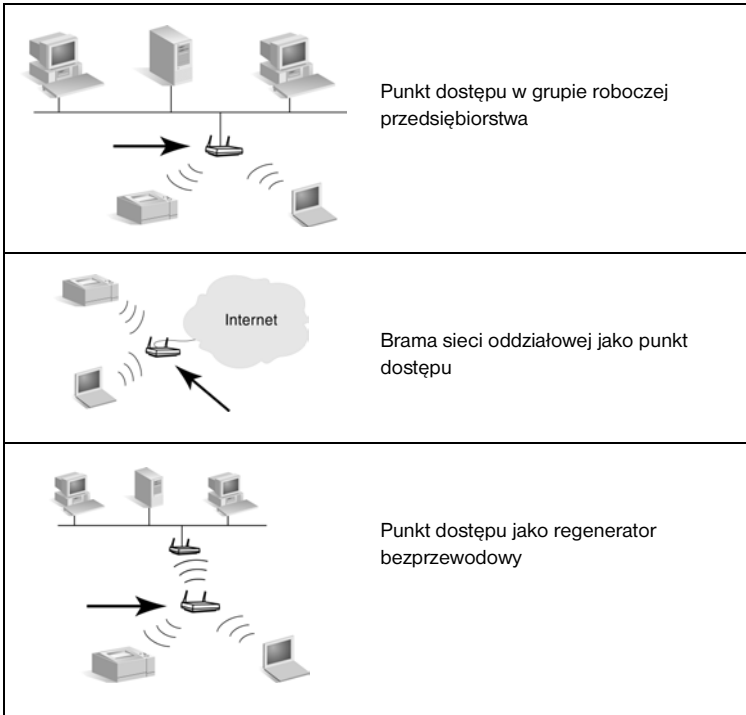 Punkt dostępu w grupie roboczej
przedsiębiorstwa
Internet
Brama sieci oddziałowej jako punkt
dostępu
Punkt dostępu jako regenerator
bezprzewodowy